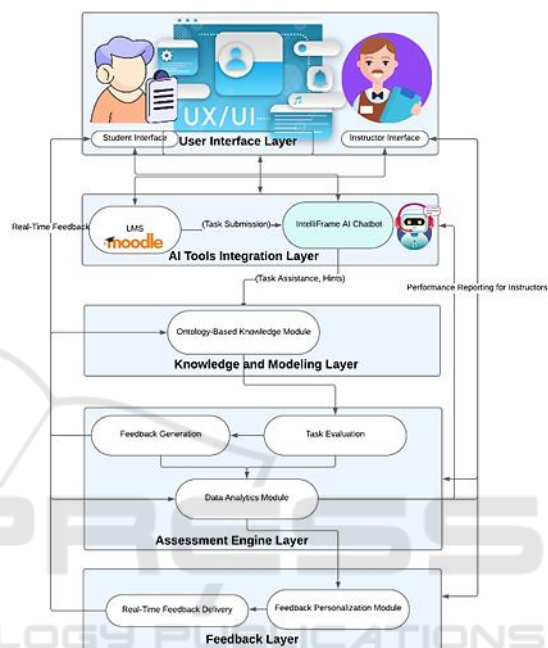 UX/UI
Student Interface
Instructor Interface
User Interface Layer
Real-Time Feedback
LMS
moodle
(Task Submission)
IntelliFrame AI Chatbot
AI Tools Integration Layer
(Task Assistance, Hints)
Performance Reporting for Instructors
Ontology-Based Knowledge Module
Knowledge and Modeling Layer
Feedback Generation
Task Evaluation
Data Analytics Module
Assessment Engine Layer
PRESS
Real-Time Feedback Delivery
Feedback Personalization Module
Feedback Layer
LOGY PUBLICATIONS